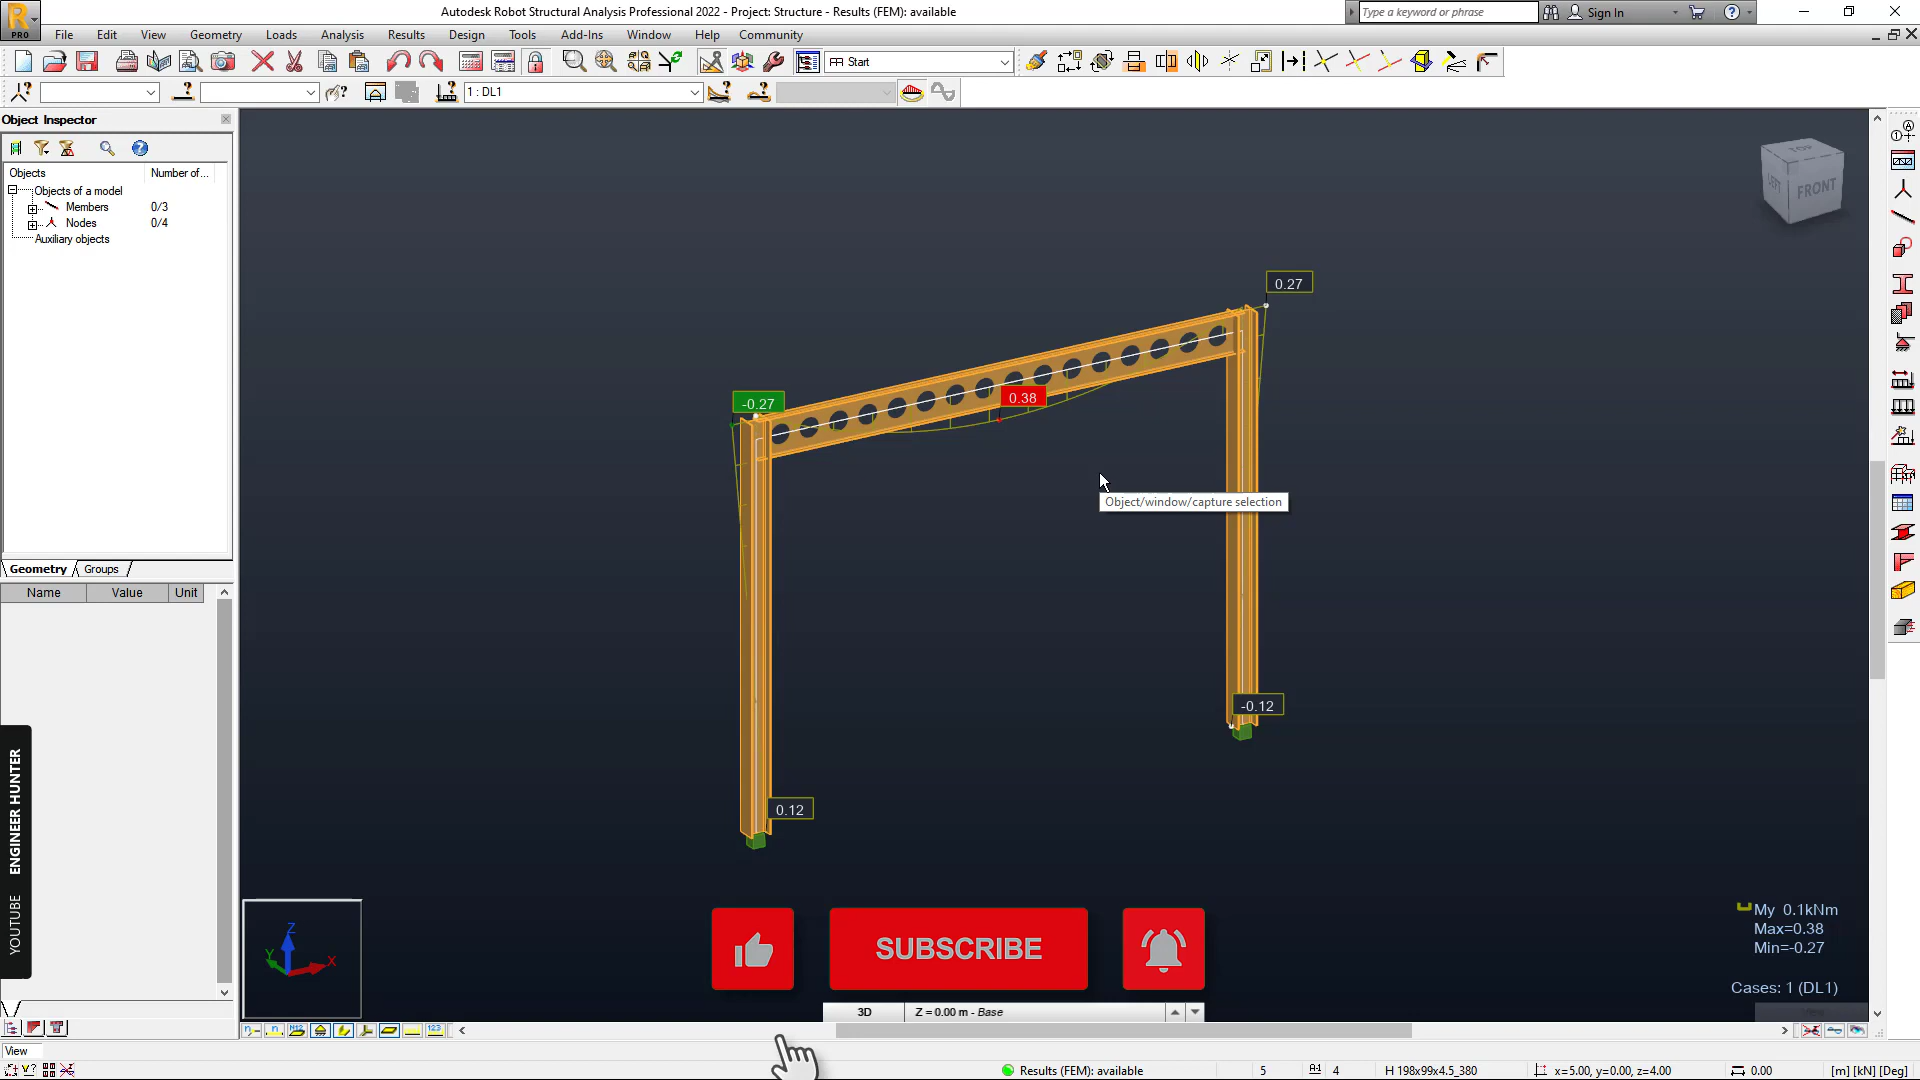 Autodesk Robot Structural Analysis Professional 2022 - Project: Structure - Results (FEM): available
Type a keyword or phrase
Sign In
PRO
File Edit View Geometry Loads Analysis Results Design Tools Add-Ins Window Help Community
Start
1 : DL1
Object Inspector
Objects Number of...
Objects of a model
Members 0/3
Nodes 0/4
Auxiliary objects
Geometry Groups
Name Value Unit
TOP
LEFT
FRONT
0.27
-0.27
0.38
Object/window/capture selection
-0.12
0.12
YOUTUBE ENGINEER HUNTER
Z
Y
X
SUBSCRIBE
My 0.1kNm
Max=0.38
Min=-0.27
Cases: 1 (DL1)
3D Z = 0.00 m - Base
View
Results (FEM): available 5 4 H 198x99x4.5_380 x=5.00, y=0.00, z=4.00 0.00 [m] [kN] [Deg]